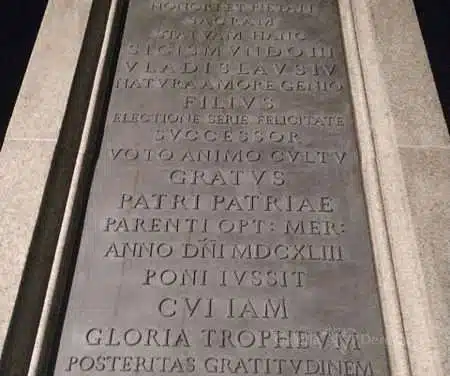 HONORI ET PIETATI
SACRAM
STATVAM HANC
SIGISMVNDO III
VLADISLAVS IV
NATVRA AMORE GENIO
FILIVS
ELECTIONE SERIE FELICITATE
SVCCESSOR
VOTO ANIMO CVLTV
GRATVS
PATRI PATRIAE
PARENTI OPT: MER:
ANNO DÑI MDCXLIII
PONI IVSSIT
CVI IAM
GLORIA TROPHEVM
POSTERITAS GRATITVDINEM